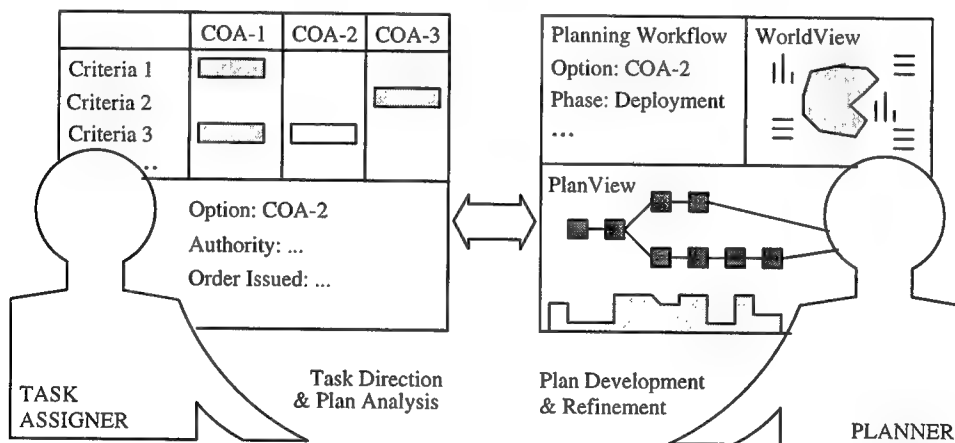 COA-1 COA-2 COA-3
Criteria 1
Criteria 2
Criteria 3
...
Option: COA-2
Authority: ...
Order Issued: ...
TASK
ASSIGNER
Task Direction
& Plan Analysis
Planning Workflow
Option: COA-2
Phase: Deployment
...
WorldView
PlanView
Plan Development
& Refinement
PLANNER